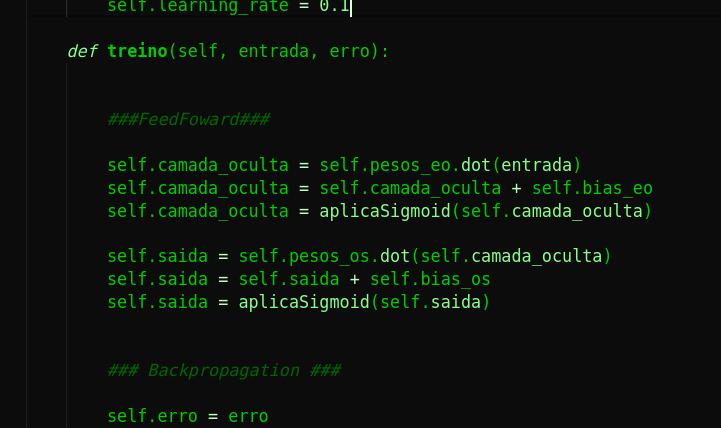 self.learning_rate = 0.1
def treino(self, entrada, erro):
###FeedFoward###
self.camada_oculta = self.pesos_eo.dot(entrada)
self.camada_oculta = self.camada_oculta + self.bias_eo
self.camada_oculta = aplicaSigmoid(self.camada_oculta)
self.saida = self.pesos_os.dot(self.camada_oculta)
self.saida = self.saida + self.bias_os
self.saida = aplicaSigmoid(self.saida)
### Backpropagation ###
self.erro = erro